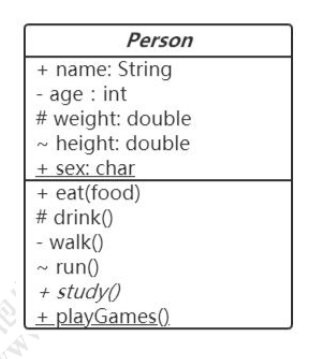 Person
+ name: String
- age : int
# weight: double
~ height: double
+ sex: char
+ eat(food)
# drink()
- walk()
~ run()
+ study()
+ playGames()